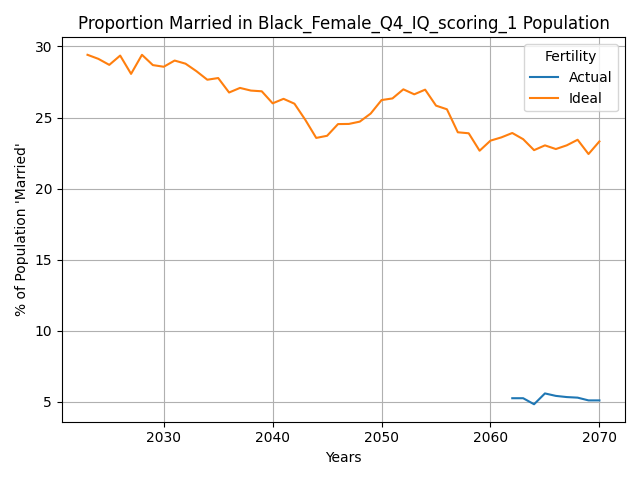 Proportion Married in Black_Female_Q4_IQ_scoring_1 Population
30
25
20
15
10
5
% of Population 'Married'
Fertility
Actual
Ideal
2030
2040
2050
2060
2070
Years